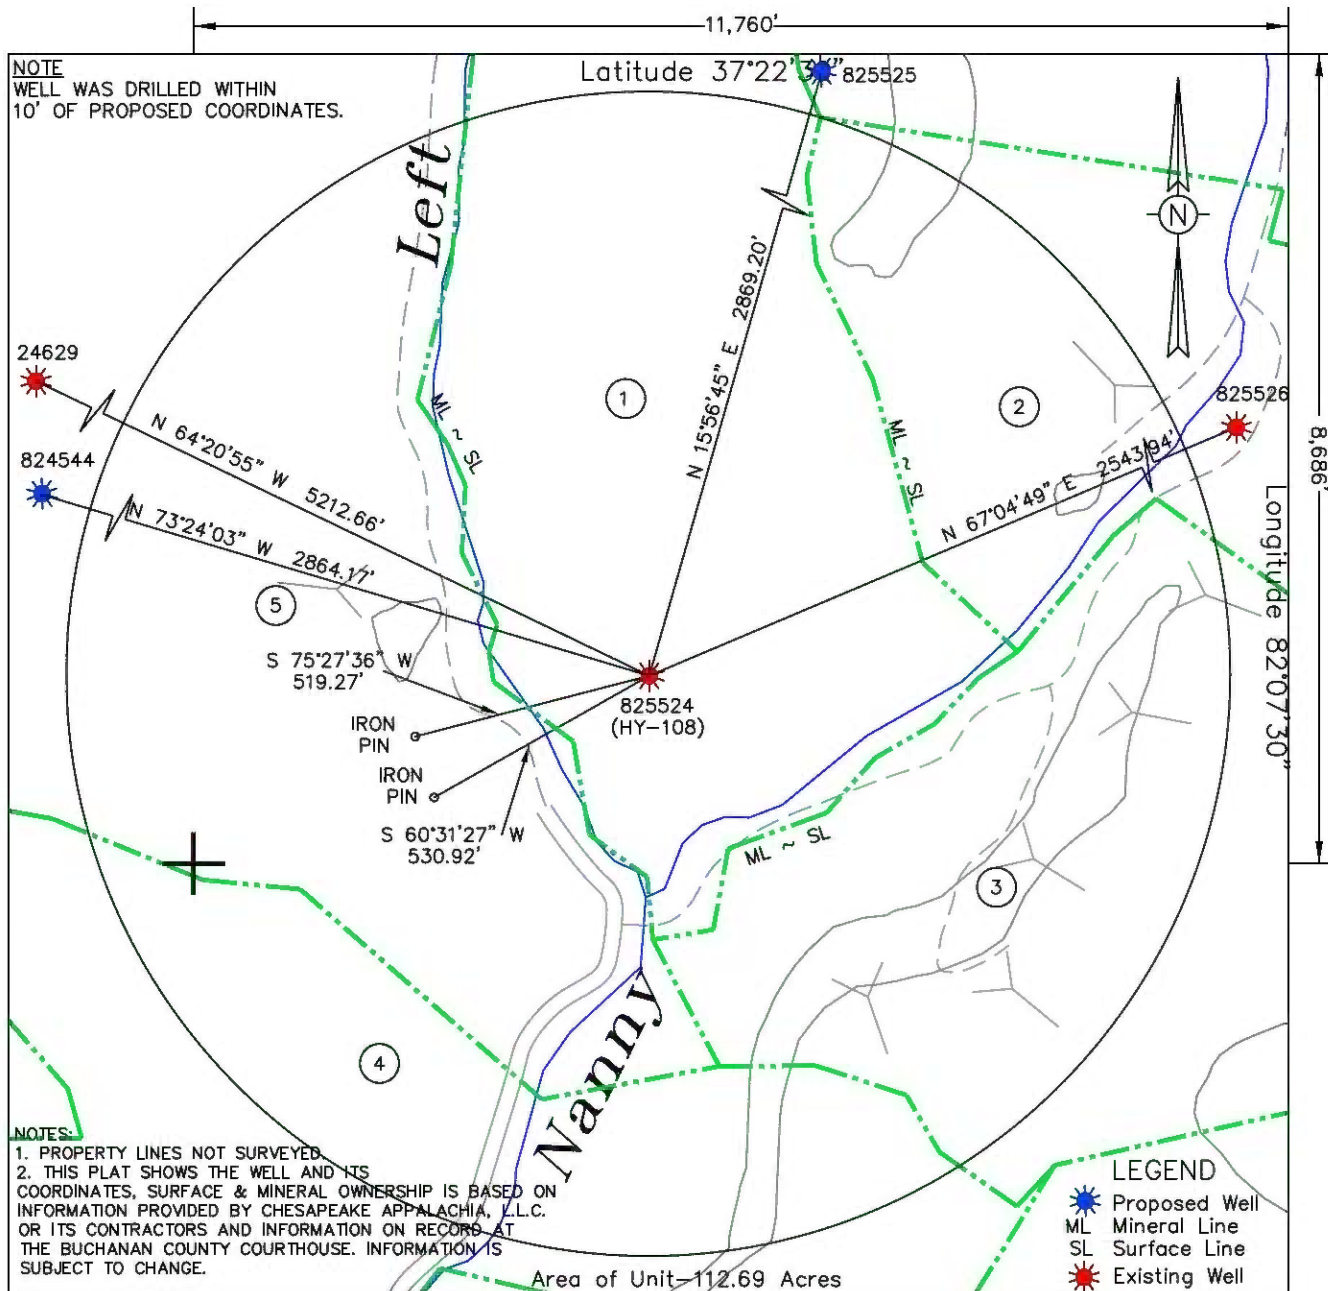 11,760'
NOTE
WELL WAS DRILLED WITHIN
10' OF PROPOSED COORDINATES.
Latitude 37°22'
825525
Left
N
24629
825526
824544
1
2
ML ~ SL
ML ~ SL
8,686'
N 15°56'45" E 2869.20'
N 64°20'55" W 5212.66'
N 67°04'49" E 2543.94'
N 73°24'03" W 2864.17'
Longitude 82°07'30"
5
S 75°27'36" W
519.27'
825524
(HY-108)
IRON
PIN
IRON
PIN
S 60°31'27" W
530.92'
ML ~ SL
3
Nanny
4
NOTES:
1. PROPERTY LINES NOT SURVEYED.
2. THIS PLAT SHOWS THE WELL AND ITS
COORDINATES, SURFACE & MINERAL OWNERSHIP IS BASED ON
INFORMATION PROVIDED BY CHESAPEAKE APPALACHIA, L.L.C.
OR ITS CONTRACTORS AND INFORMATION ON RECORD AT
THE BUCHANAN COUNTY COURTHOUSE. INFORMATION IS
SUBJECT TO CHANGE.
LEGEND
Proposed Well
ML Mineral Line
SL Surface Line
Existing Well
Area of Unit-112.69 Acres